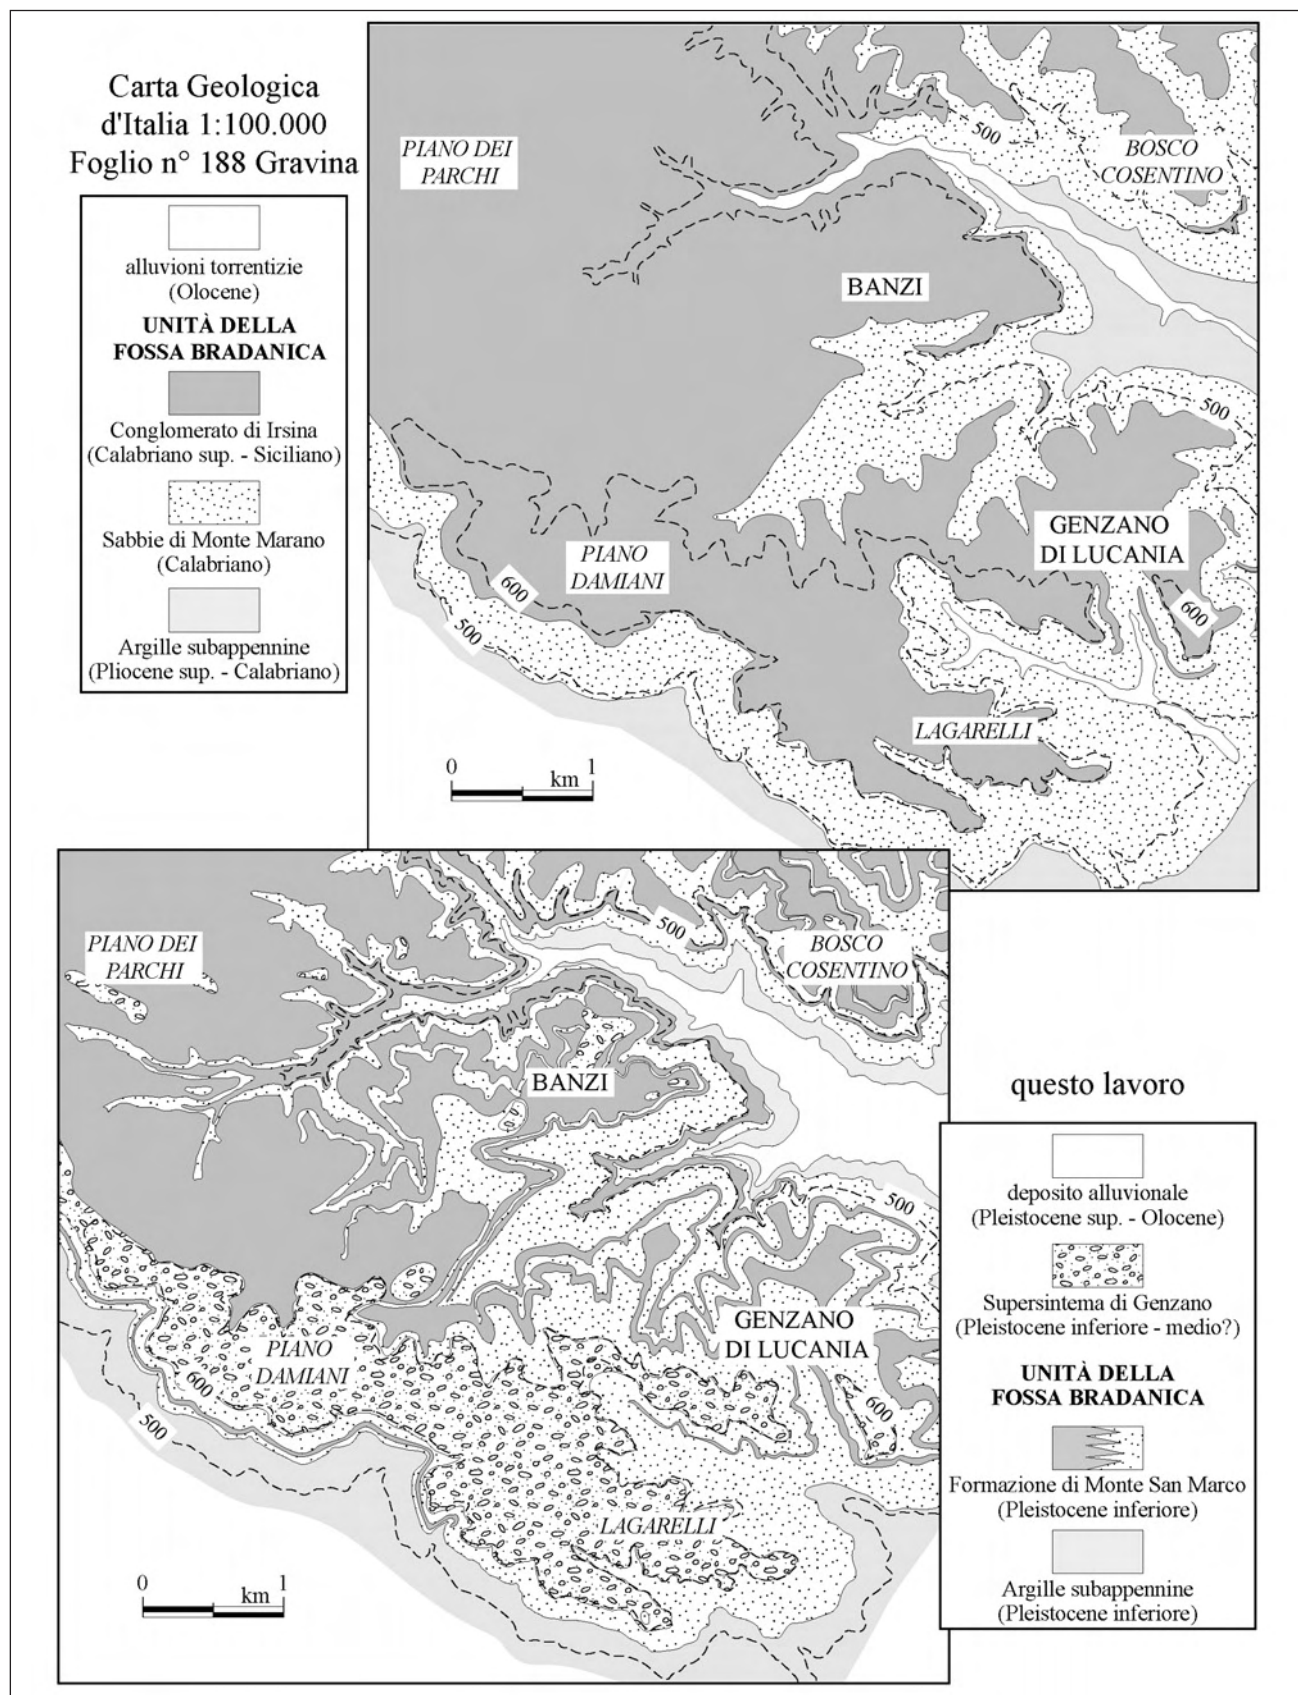 Carta Geologica
d'Italia 1:100.000
Foglio n° 188 Gravina
alluvioni torrentizie
(Olocene)
UNITÀ DELLA
FOSSA BRADANICA
Conglomerato di Irsina
(Calabriano sup. - Siciliano)
Sabbie di Monte Marano
(Calabriano)
Argille subappennine
(Pliocene sup. - Calabriano)
PIANO DEI
PARCHI
500
BOSCO
COSENTINO
BANZI
500
GENZANO
DI LUCANIA
PIANO
DAMIANI
600
600
500
LAGARELLI
0 1
km
PIANO DEI
PARCHI
500
BOSCO
COSENTINO
BANZI
500
GENZANO
DI LUCANIA
PIANO
DAMIANI
600
600
500
LAGARELLI
0 1
km
questo lavoro
deposito alluvionale
(Pleistocene sup. - Olocene)
Supersintema di Genzano
(Pleistocene inferiore - medio?)
UNITÀ DELLA
FOSSA BRADANICA
Formazione di Monte San Marco
(Pleistocene inferiore)
Argille subappennine
(Pleistocene inferiore)